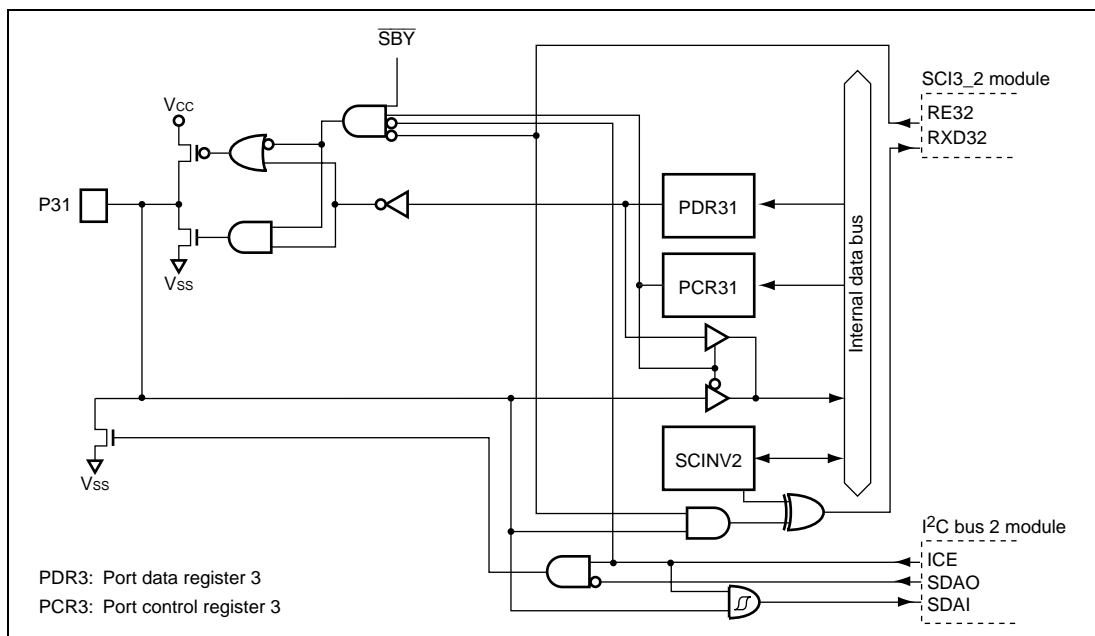 S̅B̅Y̅
SCI3_2 module
RE32
RXD32
VCC
P31
PDR31
PCR31
Internal data bus
VSS
VSS
SCINV2
I²C bus 2 module
ICE
SDAO
SDAI
PDR3: Port data register 3
PCR3: Port control register 3